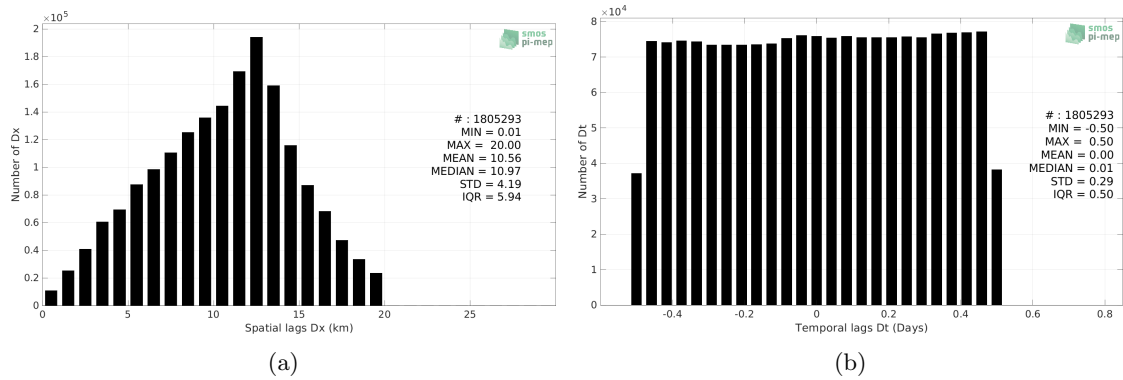 ×10⁵
2
1.8
1.6
1.4
1.2
1
0.8
0.6
0.4
0.2
0
Number of Dx
0 5 10 15 20 25
Spatial lags Dx (km)
smos
pi-mep
# : 1805293
MIN = 0.01
MAX = 20.00
MEAN = 10.56
MEDIAN = 10.97
STD = 4.19
IQR = 5.94
(a)
×10⁴
8
7
6
5
4
3
2
1
0
Number of Dt
-0.4 -0.2 0 0.2 0.4 0.6 0.8
Temporal lags Dt (Days)
smos
pi-mep
# : 1805293
MIN = -0.50
MAX = 0.50
MEAN = 0.00
MEDIAN = 0.01
STD = 0.29
IQR = 0.50
(b)